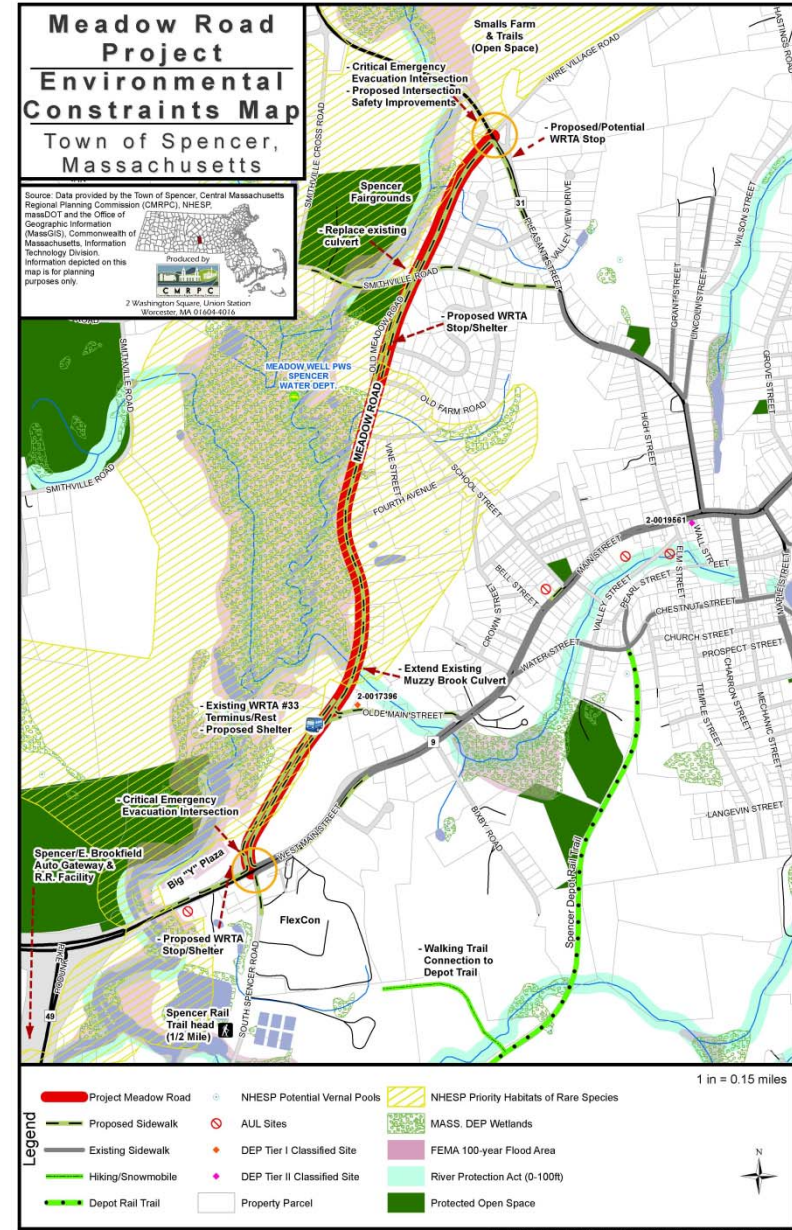 Meadow Road
Project
Environmental
Constraints Map
Town of Spencer,
Massachusetts
Source: Data provided by the Town of Spencer, Central Massachusetts
Regional Planning Commission (CMRPC), NHESP,
massDOT and the Office of
Geographic Information
(MassGIS), Commonwealth of
Massachusetts, Information
Technology Division.
Information depicted on this
map is for planning
purposes only.
Produced by
CMRPC
2 Washington Square, Union Station
Worcester, MA 01604-4016
Smalls Farm
& Trails
(Open Space)
HASTINGS ROAD
WIRE VILLAGE ROAD
- Critical Emergency
Evacuation Intersection
- Proposed Intersection
Safety Improvements
- Proposed/Potential
WRTA Stop
SMITHVILLE CROSS ROAD
Spencer
Fairgrounds
31
PLEASANT STREET
VALLEY VIEW DRIVE
WILSON STREET
- Replace existing
culvert
SMITHVILLE ROAD
GRANT STREET
LINCOLN STREET
- Proposed WRTA
Stop/Shelter
OLD MEADOW ROAD
SMITHVILLE ROAD
MEADOW WELL PWS
SPENCER
WATER DEPT.
GROVE STREET
OLD FARM ROAD
MEADOW ROAD
HIGH STREET
VINE STREET
SCHOOL STREET
SMITHVILLE ROAD
FOURTH AVENUE
2-0019561
MAIN STREET
WALL STREET
ELM STREET
BELL STREET
VALLEY STREET
PEARL STREET
MAPLE STREET
CROWN STREET
CHESTNUT STREET
CHURCH STREET
WATER STREET
PROSPECT STREET
- Extend Existing
Muzzy Brook Culvert
CHARRON STREET
TEMPLE STREET
MECHANIC STREET
2-0017396
- Existing WRTA #33
Terminus/Rest
- Proposed Shelter
OLDE MAIN STREET
9
- Critical Emergency
Evacuation Intersection
WEST MAIN STREET
BIXBY ROAD
LANGEVIN STREET
Spencer/E. Brookfield
Auto Gateway &
R.R. Facility
Big "Y" Plaza
Spencer Depot Rail Trail
FlexCon
- Proposed WRTA
Stop/Shelter
- Walking Trail
Connection to
Depot Trail
PODUNK PIKE
SOUTH SPENCER ROAD
49
Spencer Rail
Trail head
(1/2 Mile)
1 in = 0.15 miles
Legend
Project Meadow Road
NHESP Potential Vernal Pools
NHESP Priority Habitats of Rare Species
Proposed Sidewalk
AUL Sites
MASS. DEP Wetlands
Existing Sidewalk
DEP Tier I Classified Site
FEMA 100-year Flood Area
Hiking/Snowmobile
DEP Tier II Classified Site
River Protection Act (0-100ft)
Depot Rail Trail
Property Parcel
Protected Open Space
N